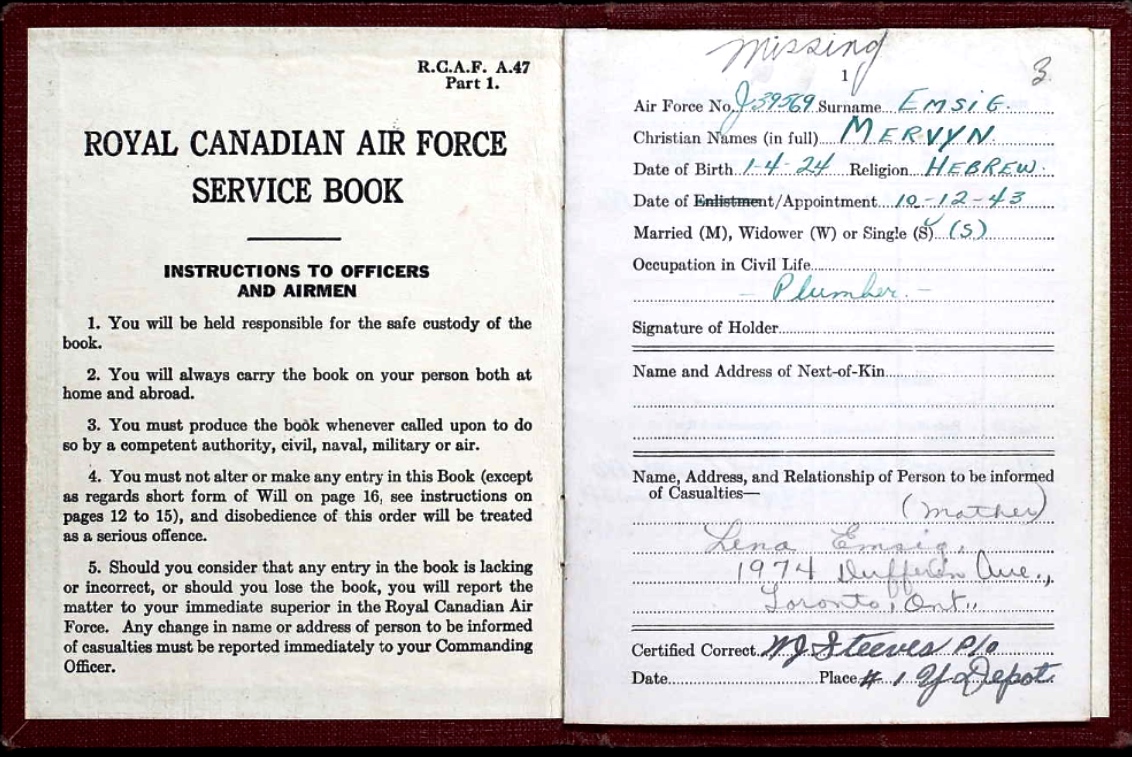 R.C.A.F. A.47
Part 1.
ROYAL CANADIAN AIR FORCE
SERVICE BOOK
INSTRUCTIONS TO OFFICERS
AND AIRMEN
1. You will be held responsible for the safe custody of the
book.
2. You will always carry the book on your person both at
home and abroad.
3. You must produce the book whenever called upon to do
so by a competent authority, civil, naval, military or air.
4. You must not alter or make any entry in this Book (except
as regards short form of Will on page 16, see instructions on
pages 12 to 15), and disobedience of this order will be treated
as a serious offence.
5. Should you consider that any entry in the book is lacking
or incorrect, or should you lose the book, you will report the
matter to your immediate superior in the Royal Canadian Air
Force. Any change in name or address of person to be informed
of casualties must be reported immediately to your Commanding
Officer.
Missing
1
3
Air Force No. J39569 Surname EMSIG.
Christian Names (in full) MERVYN.
Date of Birth 1-4-24 Religion HEBREW.
Date of Enlistment/Appointment 10-12-43
Married (M), Widower (W) or Single (S) (S)
Occupation in Civil Life
- Plumber. -
Signature of Holder
Name and Address of Next-of-Kin
Name, Address, and Relationship of Person to be informed
of Casualties—
(Mother)
Lena Emsig,
1974 Dufferin Ave.,
Toronto, Ont.,
Certified Correct WJ Steeves P/O
Date Place # 1 Y Depot.